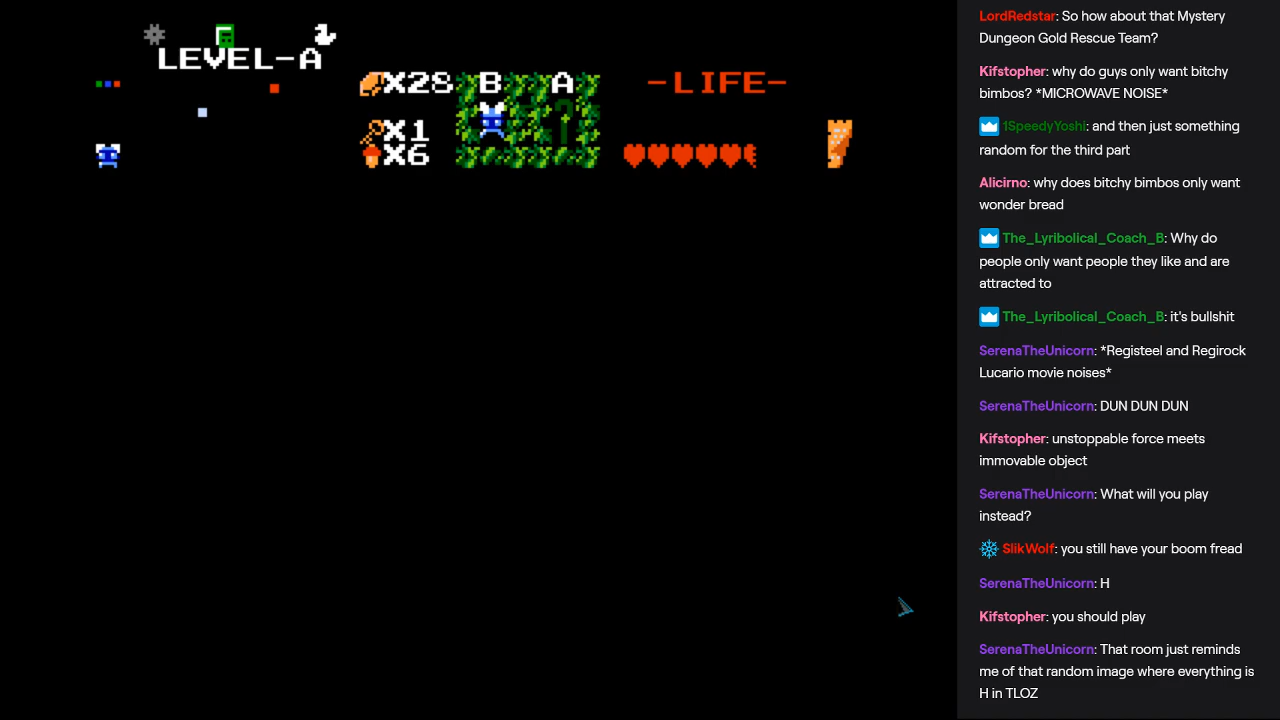 LEVEL-A
X28 B A -LIFE-
X1
X6
LordRedstar: So how about that Mystery
Dungeon Gold Rescue Team?
Kifstopher: why do guys only want bitchy
bimbos? *MICROWAVE NOISE*
1SpeedyYoshi: and then just something
random for the third part
Alicirno: why does bitchy bimbos only want
wonder bread
The_Lyribolical_Coach_B: Why do
people only want people they like and are
attracted to
The_Lyribolical_Coach_B: it's bullshit
SerenaTheUnicorn: *Registeel and Regirock
Lucario movie noises*
SerenaTheUnicorn: DUN DUN DUN
Kifstopher: unstoppable force meets
immovable object
SerenaTheUnicorn: What will you play
instead?
SlikWolf: you still have your boom fread
SerenaTheUnicorn: H
Kifstopher: you should play
SerenaTheUnicorn: That room just reminds
me of that random image where everything is
H in TLOZ